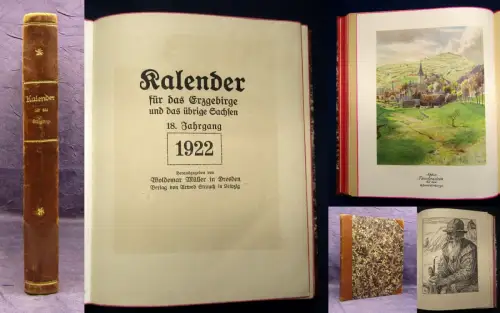 Kalender
Kalender
für das Erzgebirge
und das übrige Sachsen
18. Jahrgang
1922
Herausgegeben von
Woldemar Müller in Dresden
Verlag von Arwed Strauch in Leipzig